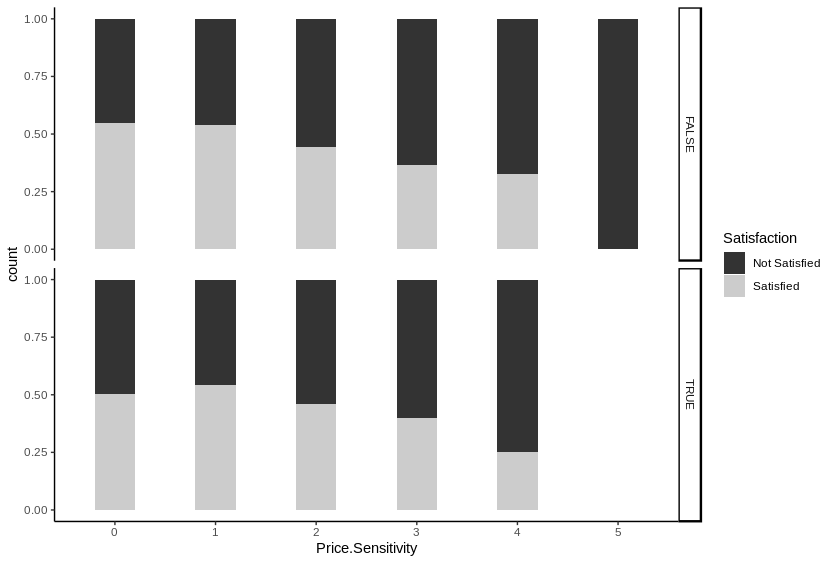 1.00
0.75
0.50
0.25
0.00
FALSE
1.00
0.75
0.50
0.25
0.00
TRUE
count
0 1 2 3 4 5
Price.Sensitivity
Satisfaction
Not Satisfied
Satisfied